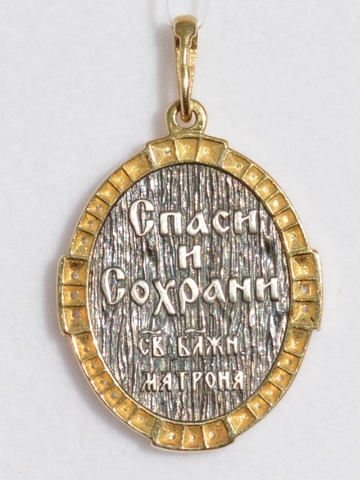 Спаси
и
Сохрани
св. блжн.
матрона